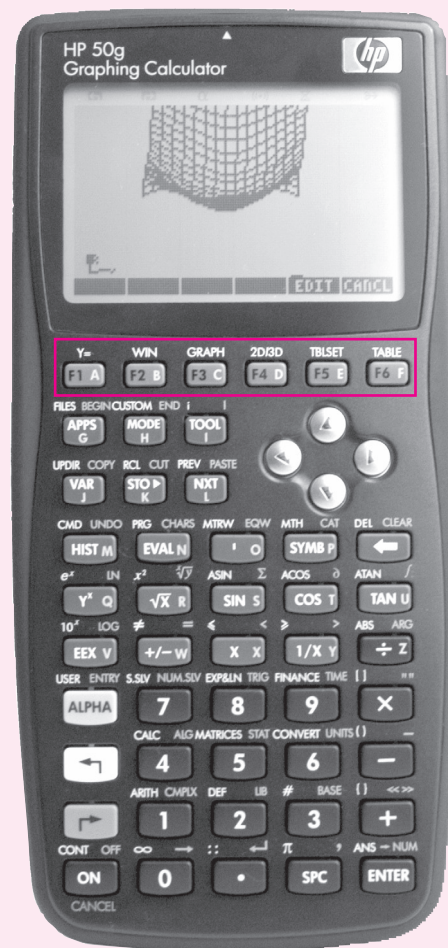 HP 50g
Graphing Calculator
hp
EDIT CANCL
Y= WIN GRAPH 2D/3D TBLSET TABLE
F1 A F2 B F3 C F4 D F5 E F6 F
FILES BEGIN CUSTOM END i I
APPS G MODE H TOOL I
UPDIR COPY RCL CUT PREV PASTE
VAR J STO ▶ K NXT L
CMD UNDO PRG CHARS MTRW EQW MTH CAT DEL CLEAR
HIST M EVAL N ' O SYMB P
eˣ LN x² ˣ√y ASIN Σ ACOS ∂ ATAN ∫
Yˣ Q √X R SIN S COS T TAN U
10ˣ LOG ≠ = ≤ < ≥ > ABS ARG
EEX V +/− W X X 1/X Y ÷ Z
USER ENTRY S.SLV NUM.SLV EXP&LN TRIG FINANCE TIME [ ] " "
ALPHA 7 8 9 ×
CALC ALG MATRICES STAT CONVERT UNITS ( ) _
4 5 6 −
ARITH CMPLX DEF LIB # BASE { } « »
1 2 3 +
CONT OFF ∞ → : : ↵ π , ANS → NUM
ON 0 . SPC ENTER
CANCEL